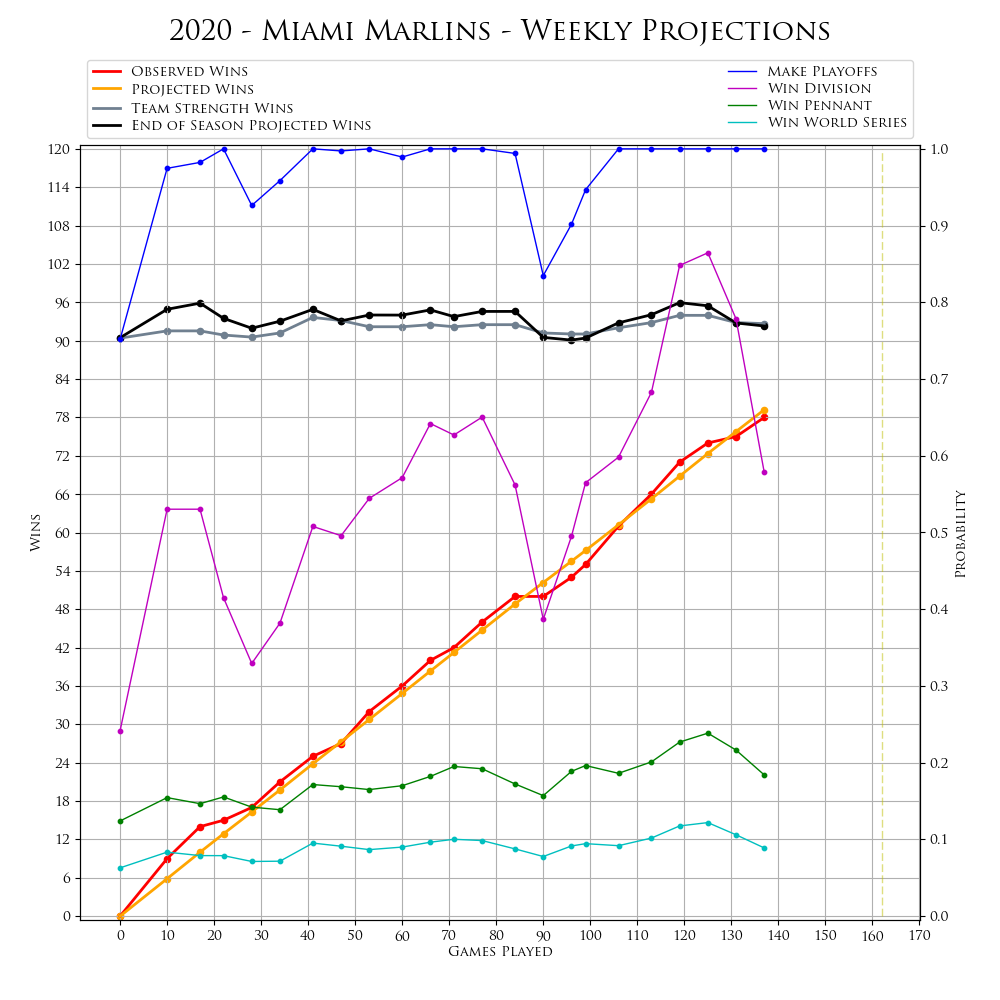 2020 - Miami Marlins - Weekly Projections
Observed Wins
Projected Wins
Team Strength Wins
End of Season Projected Wins
Make Playoffs
Win Division
Win Pennant
Win World Series
120
114
108
102
96
90
84
78
72
66
60
54
48
42
36
30
24
18
12
6
0
Wins
1.0
0.9
0.8
0.7
0.6
0.5
0.4
0.3
0.2
0.1
0.0
Probability
0 10 20 30 40 50 60 70 80 90 100 110 120 130 140 150 160 170
Games Played